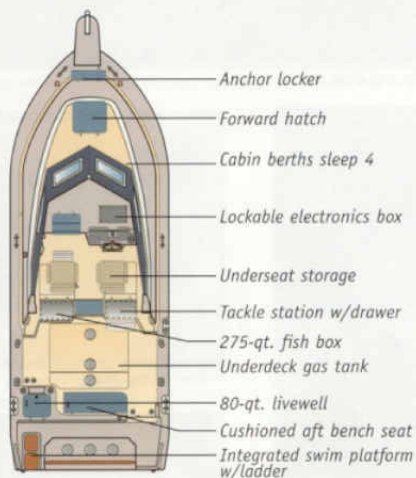 Anchor locker
Forward hatch
Cabin berths sleep 4
Lockable electronics box
Underseat storage
Tackle station w/drawer
275-qt. fish box
Underdeck gas tank
80-qt. livewell
Cushioned aft bench seat
Integrated swim platform
w/ladder